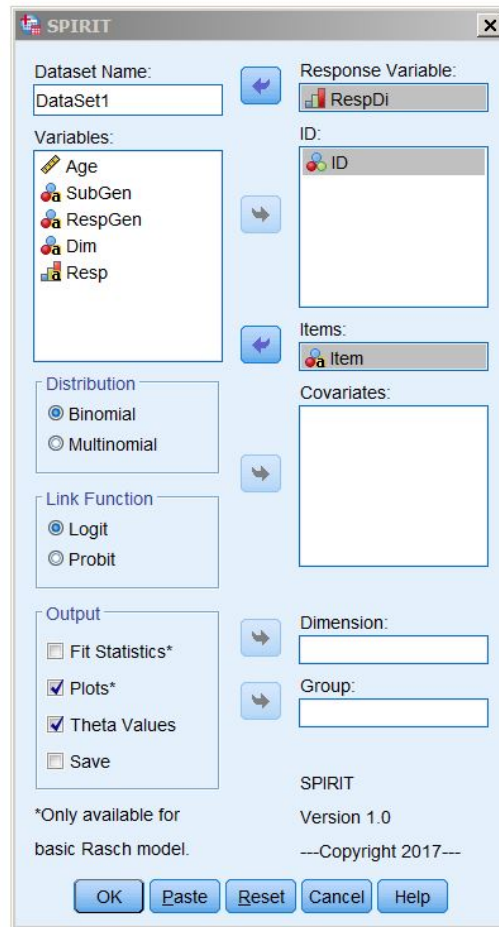 SPIRIT
Dataset Name:
DataSet1
Variables:
Age
SubGen
RespGen
Dim
Resp
Distribution
Binomial
Multinomial
Link Function
Logit
Probit
Output
Fit Statistics*
Plots*
Theta Values
Save
*Only available for
basic Rasch model.
Response Variable:
RespDi
ID:
ID
Items:
Item
Covariates:
Dimension:
Group:
SPIRIT
Version 1.0
---Copyright 2017---
OK Paste Reset Cancel Help